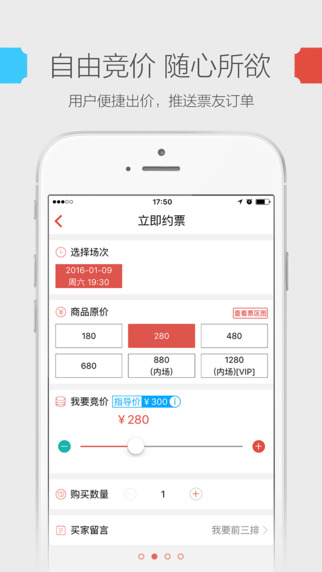 自由竞价 随心所欲
用户便捷出价，推送票友订单
17:50
立即约票
选择场次
2016-01-09
周六 19:30
商品原价
查看票区图
180
280
480
680
880
(内场)
1280
(内场)[VIP]
我要竞价
指导价 ¥300 i
¥280
购买数量
1
买家留言
我要前三排